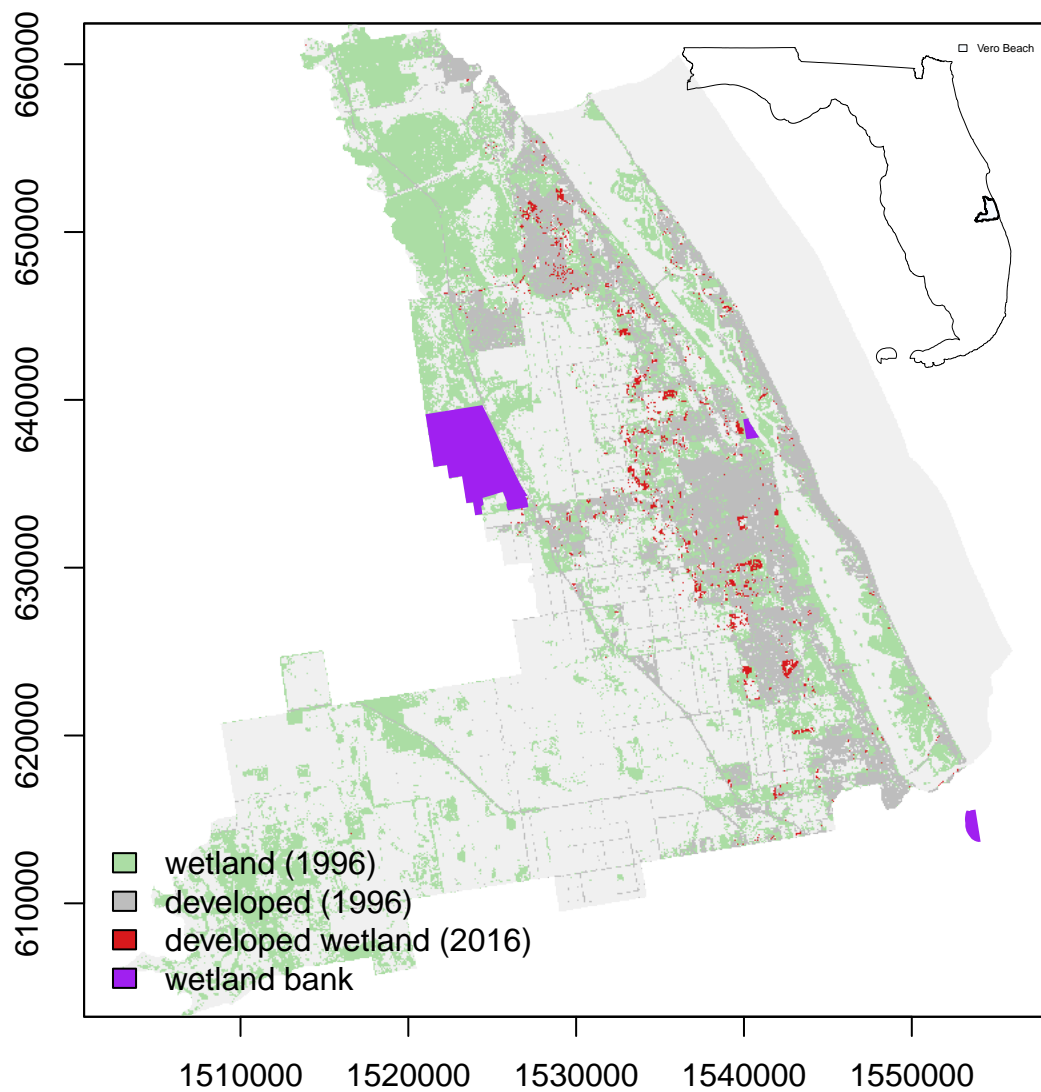 Vero Beach
660000
650000
640000
630000
620000
610000
wetland (1996)
developed (1996)
developed wetland (2016)
wetland bank
1510000 1520000 1530000 1540000 1550000